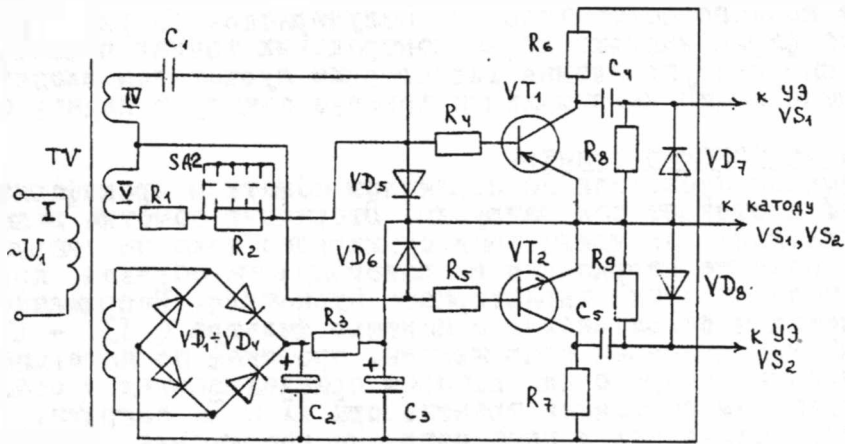 C1
R6
C4
IV
VT1
к УЭ
VS1
R4
TV
SA2
R8
VD7
V
R1
VD5
I
к катоду
VS1, VS2
R2
~U1
VD6
VT2
R9
R5
VD8
R3
C5
VD1÷VD4
к УЭ
VS2
+
+
C2
C3
R7